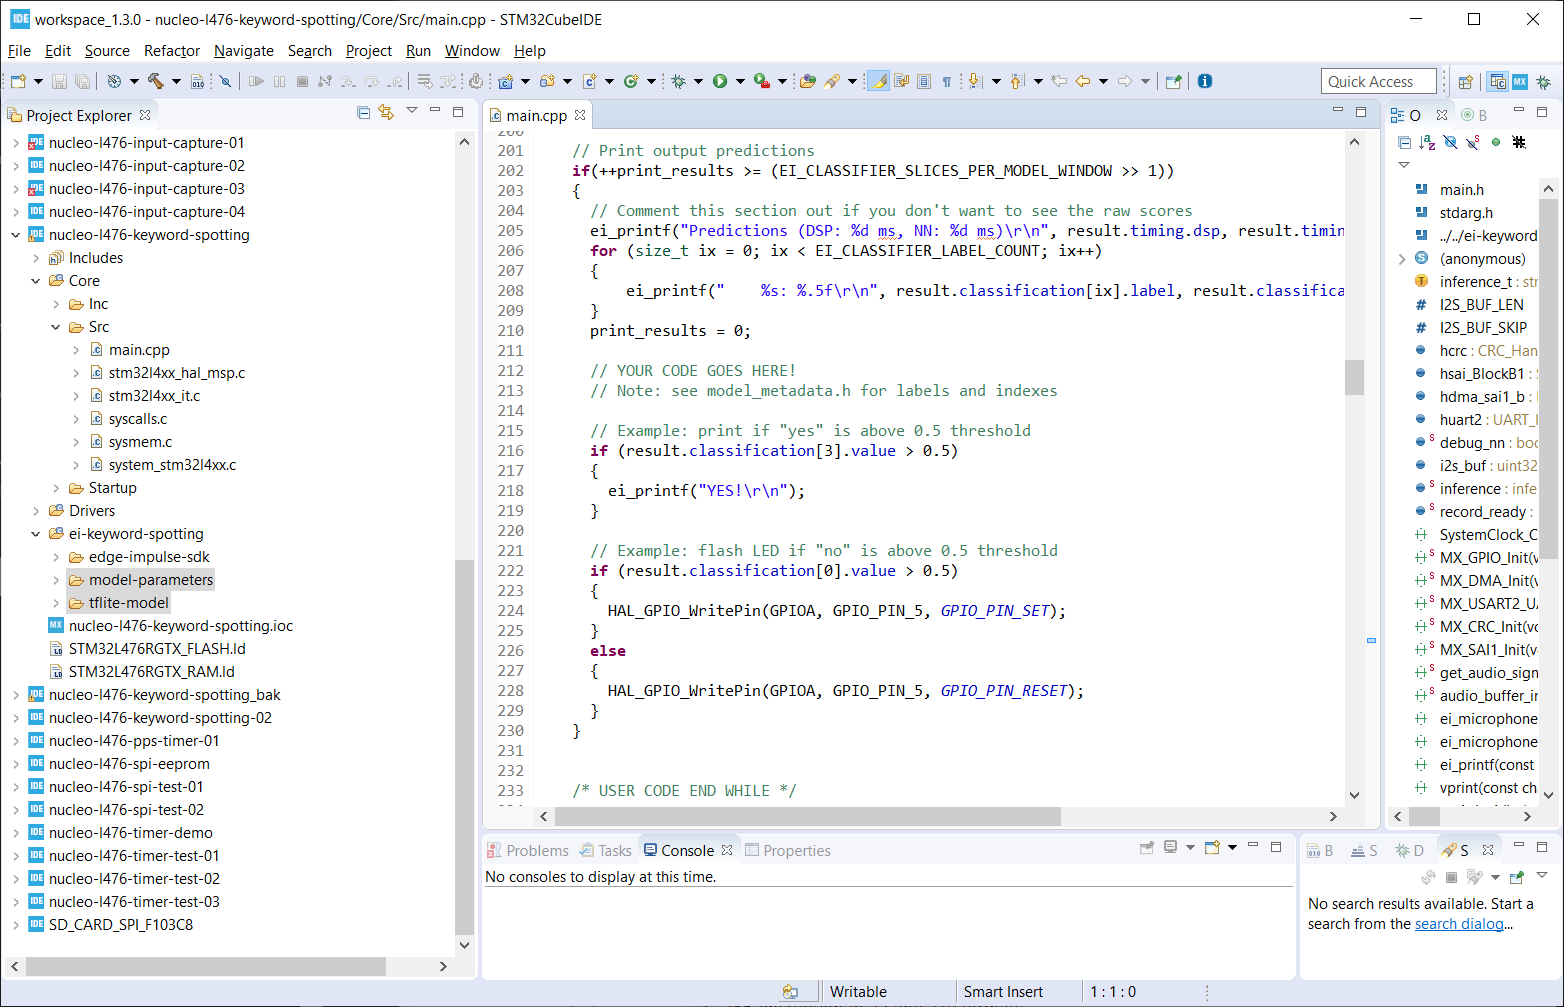 workspace_1.3.0 - nucleo-l476-keyword-spotting/Core/Src/main.cpp - STM32CubeIDE
File Edit Source Refactor Navigate Search Project Run Window Help
Quick Access
Project Explorer
nucleo-l476-input-capture-01
nucleo-l476-input-capture-02
nucleo-l476-input-capture-03
nucleo-l476-input-capture-04
nucleo-l476-keyword-spotting
Includes
Core
Inc
Src
main.cpp
stm32l4xx_hal_msp.c
stm32l4xx_it.c
syscalls.c
sysmem.c
system_stm32l4xx.c
Startup
Drivers
ei-keyword-spotting
edge-impulse-sdk
model-parameters
tflite-model
nucleo-l476-keyword-spotting.ioc
STM32L476RGTX_FLASH.ld
STM32L476RGTX_RAM.ld
nucleo-l476-keyword-spotting_bak
nucleo-l476-keyword-spotting-02
nucleo-l476-pps-timer-01
nucleo-l476-spi-eeprom
nucleo-l476-spi-test-01
nucleo-l476-spi-test-02
nucleo-l476-timer-demo
nucleo-l476-timer-test-01
nucleo-l476-timer-test-02
nucleo-l476-timer-test-03
SD_CARD_SPI_F103C8
main.cpp
200
201 // Print output predictions
202 if(++print_results >= (EI_CLASSIFIER_SLICES_PER_MODEL_WINDOW >> 1))
203 {
204 // Comment this section out if you don't want to see the raw scores
205 ei_printf("Predictions (DSP: %d ms, NN: %d ms)\r\n", result.timing.dsp, result.timin
206 for (size_t ix = 0; ix < EI_CLASSIFIER_LABEL_COUNT; ix++)
207 {
208 ei_printf("    %s: %.5f\r\n", result.classification[ix].label, result.classifica
209 }
210 print_results = 0;
211
212 // YOUR CODE GOES HERE!
213 // Note: see model_metadata.h for labels and indexes
214
215 // Example: print if "yes" is above 0.5 threshold
216 if (result.classification[3].value > 0.5)
217 {
218 ei_printf("YES!\r\n");
219 }
220
221 // Example: flash LED if "no" is above 0.5 threshold
222 if (result.classification[0].value > 0.5)
223 {
224 HAL_GPIO_WritePin(GPIOA, GPIO_PIN_5, GPIO_PIN_SET);
225 }
226 else
227 {
228 HAL_GPIO_WritePin(GPIOA, GPIO_PIN_5, GPIO_PIN_RESET);
229 }
230 }
231
232
233 /* USER CODE END WHILE */
O B
main.h
stdarg.h
../../ei-keyword
(anonymous)
inference_t : str
I2S_BUF_LEN
I2S_BUF_SKIP
hcrc : CRC_Han
hsai_BlockB1 : S
hdma_sai1_b : 
huart2 : UART_H
debug_nn : boo
i2s_buf : uint32
inference : infe
record_ready :
SystemClock_C
MX_GPIO_Init(v
MX_DMA_Init(v
MX_USART2_UA
MX_CRC_Init(vo
MX_SAI1_Init(v
get_audio_sign
audio_buffer_in
ei_microphone
ei_microphone
ei_printf(const
vprint(const cha
Problems Tasks Console Properties
No consoles to display at this time.
B S D S
No search results available. Start a
search from the search dialog...
Writable Smart Insert 1 : 1 : 0